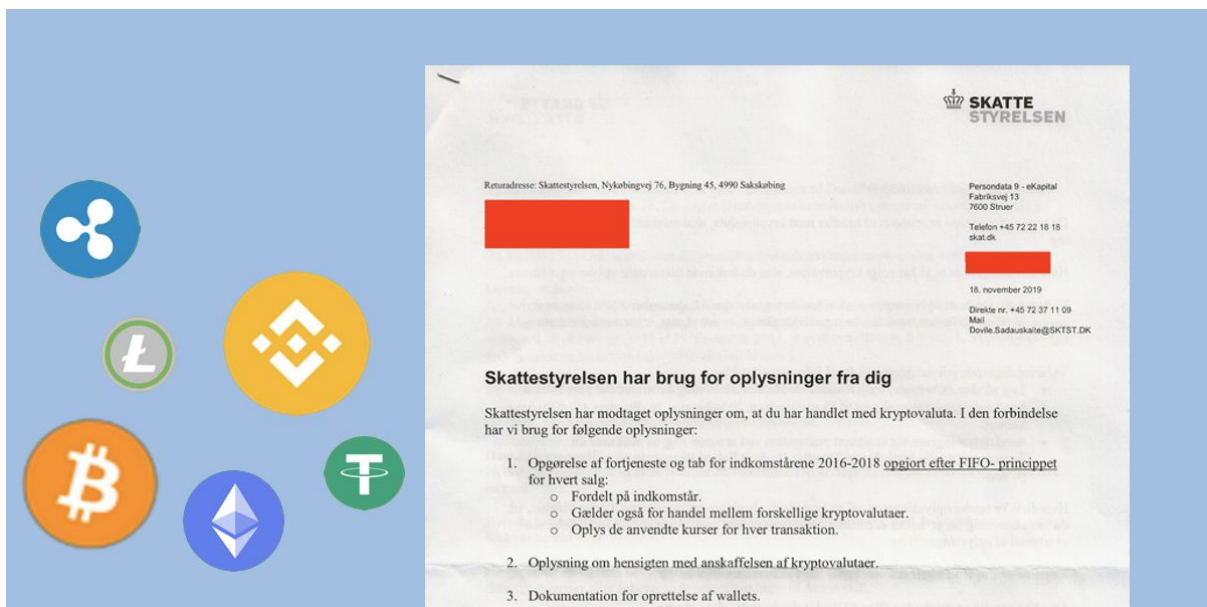 SKATTE
STYRELSEN
Returadresse: Skattestyrelsen, Nykøbingvej 76, Bygning 45, 4990 Sakskøbing
Persondata 9 - eKapital
Fabriksvej 13
7600 Struer
Telefon +45 72 22 18 18
skat.dk
18. november 2019
Direkte nr. +45 72 37 11 09
Mail
Dovile.Sadauskaite@SKTST.DK
Skattestyrelsen har brug for oplysninger fra dig
Skattestyrelsen har modtaget oplysninger om, at du har handlet med kryptovaluta. I den forbindelse
har vi brug for følgende oplysninger:
1. Opgørelse af fortjeneste og tab for indkomstårene 2016-2018 opgjort efter FIFO- princippet
for hvert salg:
o Fordelt på indkomstår.
o Gælder også for handel mellem forskellige kryptovalutaer.
o Oplys de anvendte kurser for hver transaktion.
2. Oplysning om hensigten med anskaffelsen af kryptovalutaer.
3. Dokumentation for oprettelse af wallets.